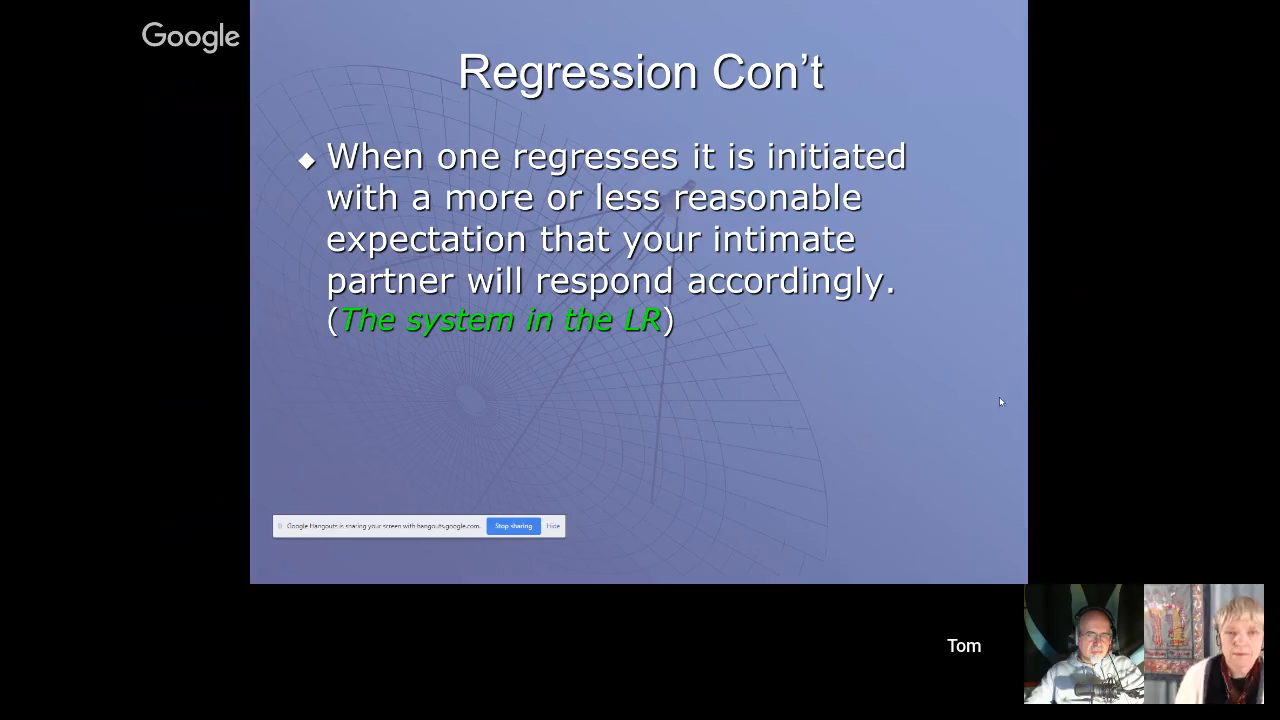 Google
Regression Con’t
When one regresses it is initiated
with a more or less reasonable
expectation that your intimate
partner will respond accordingly.
(The system in the LR)
Google Hangouts is sharing your screen with hangouts.google.com.
Stop sharing
Hide
Tom